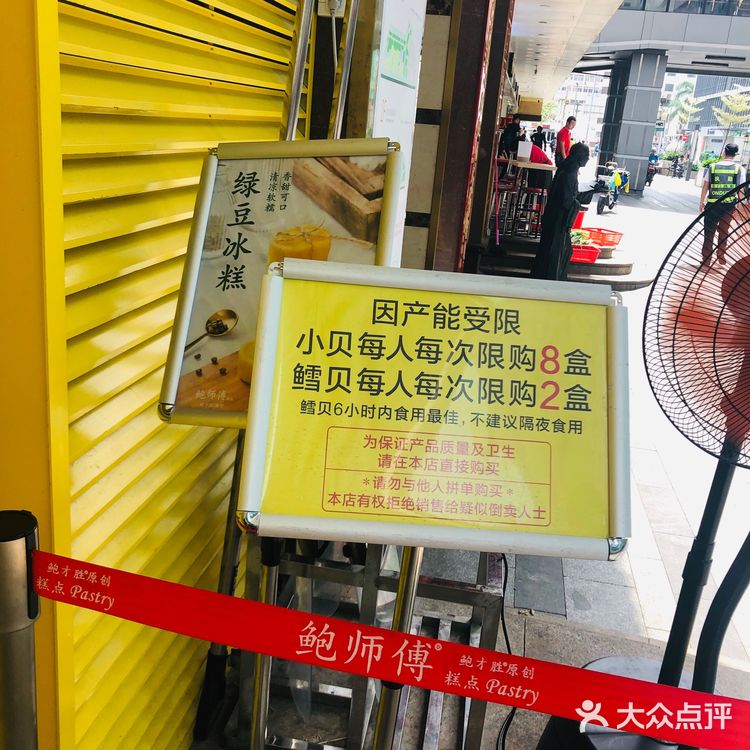 绿豆冰糕
香甜可口
清凉软糯
鲍师傅
因产能受限
小贝每人每次限购8盒
鳕贝每人每次限购2盒
鳕贝6小时内食用最佳，不建议隔夜食用
为保证产品质量及卫生
请在本店直接购买
*请勿与他人拼单购买*
本店有权拒绝销售给疑似倒卖人士
鲍才胜®原创
糕点 Pastry
鲍师傅®
鲍才胜®原创
糕点 Pastry
大众点评